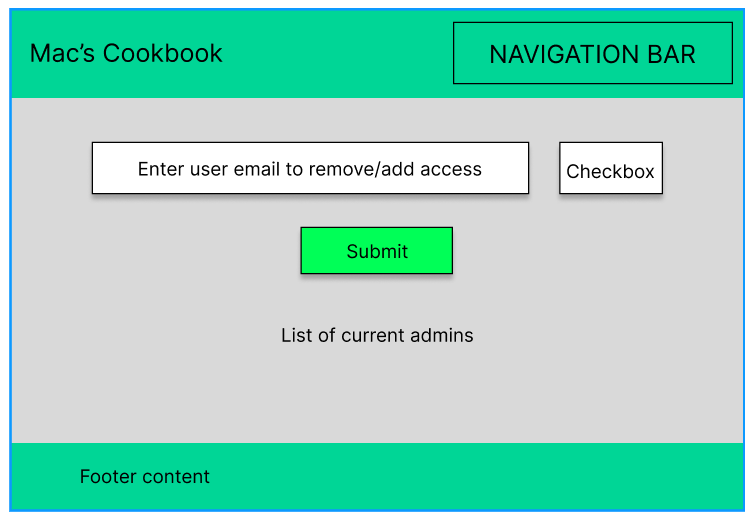 Mac’s Cookbook
NAVIGATION BAR
Enter user email to remove/add access
Checkbox
Submit
List of current admins
Footer content